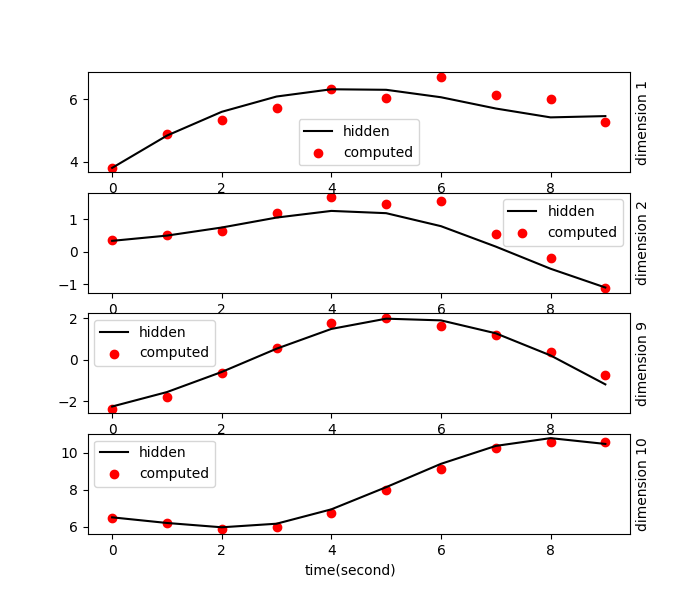 6
4
hidden
computed
0 2 4 6 8
dimension 1
1
0
−1
hidden
computed
0 2 4 6 8
dimension 2
2
0
−2
hidden
computed
0 2 4 6 8
dimension 9
10
8
6
hidden
computed
0 2 4 6 8
dimension 10
time(second)